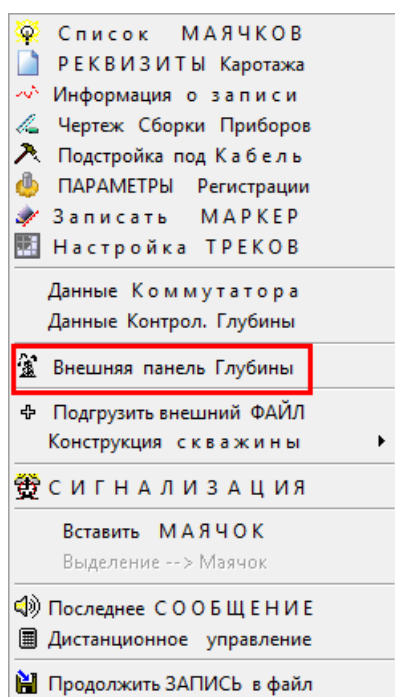 Список МАЯЧКОВ
РЕКВИЗИТЫ Каротажа
Информация о записи
Чертеж Сборки Приборов
Подстройка под Кабель
ПАРАМЕТРЫ Регистрации
Записать МАРКЕР
Настройка ТРЕКОВ
Данные Коммутатора
Данные Контрол. Глубины
Внешняя панель Глубины
Подгрузить внешний ФАЙЛ
Конструкция скважины
СИГНАЛИЗАЦИЯ
Вставить МАЯЧОК
Выделение --> Маячок
Последнее СООБЩЕНИЕ
Дистанционное управление
Продолжить ЗАПИСЬ в файл